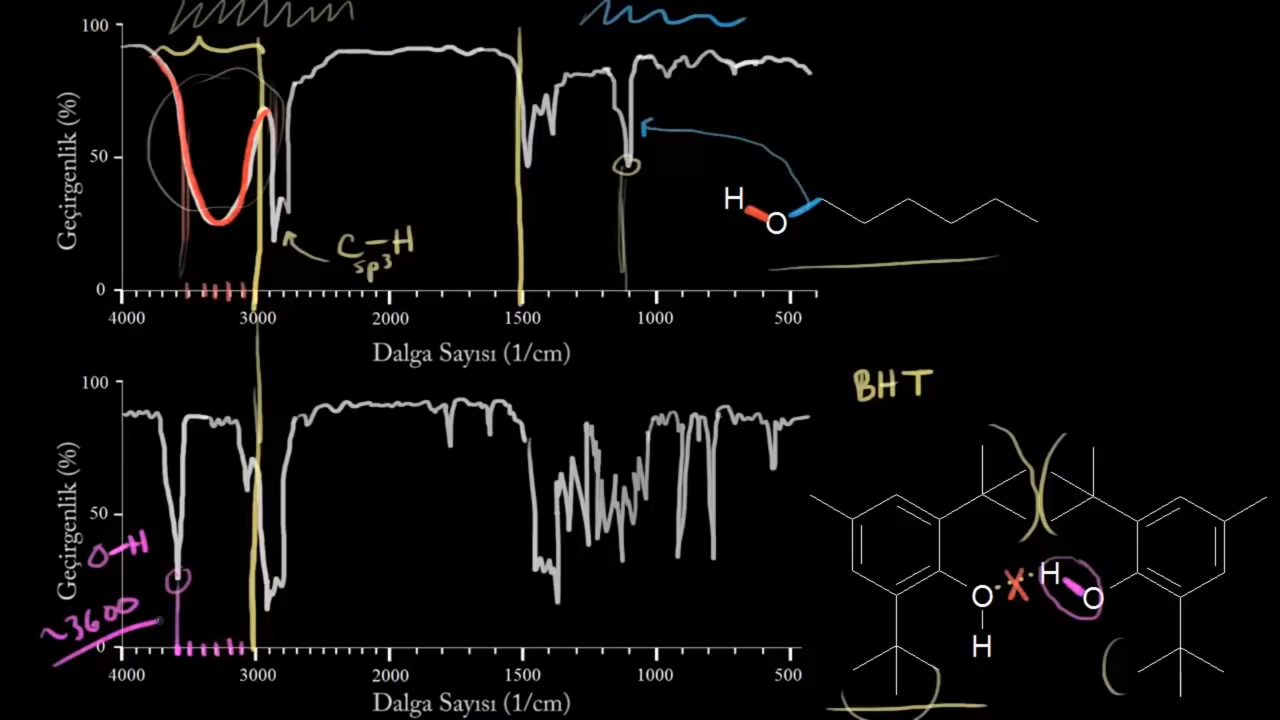 100
Geçirgenlik (%)
50
0
4000 3000 2000 1500 1000 500
Dalga Sayısı (1/cm)
C-H
sp3
H
O
100
Geçirgenlik (%)
50
0
4000 3000 2000 1500 1000 500
Dalga Sayısı (1/cm)
O-H
~3600
BHT
H
O
X
O
H